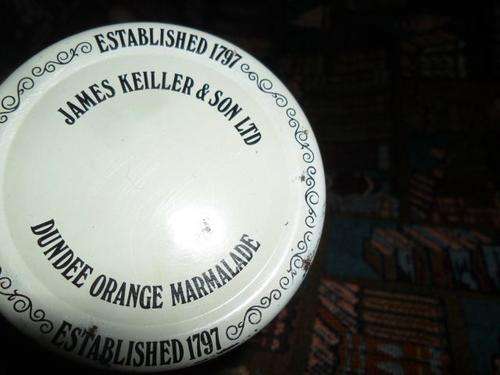 ESTABLISHED 1797
JAMES KEILLER & SON LTD
DUNDEE ORANGE MARMALADE
ESTABLISHED 1797